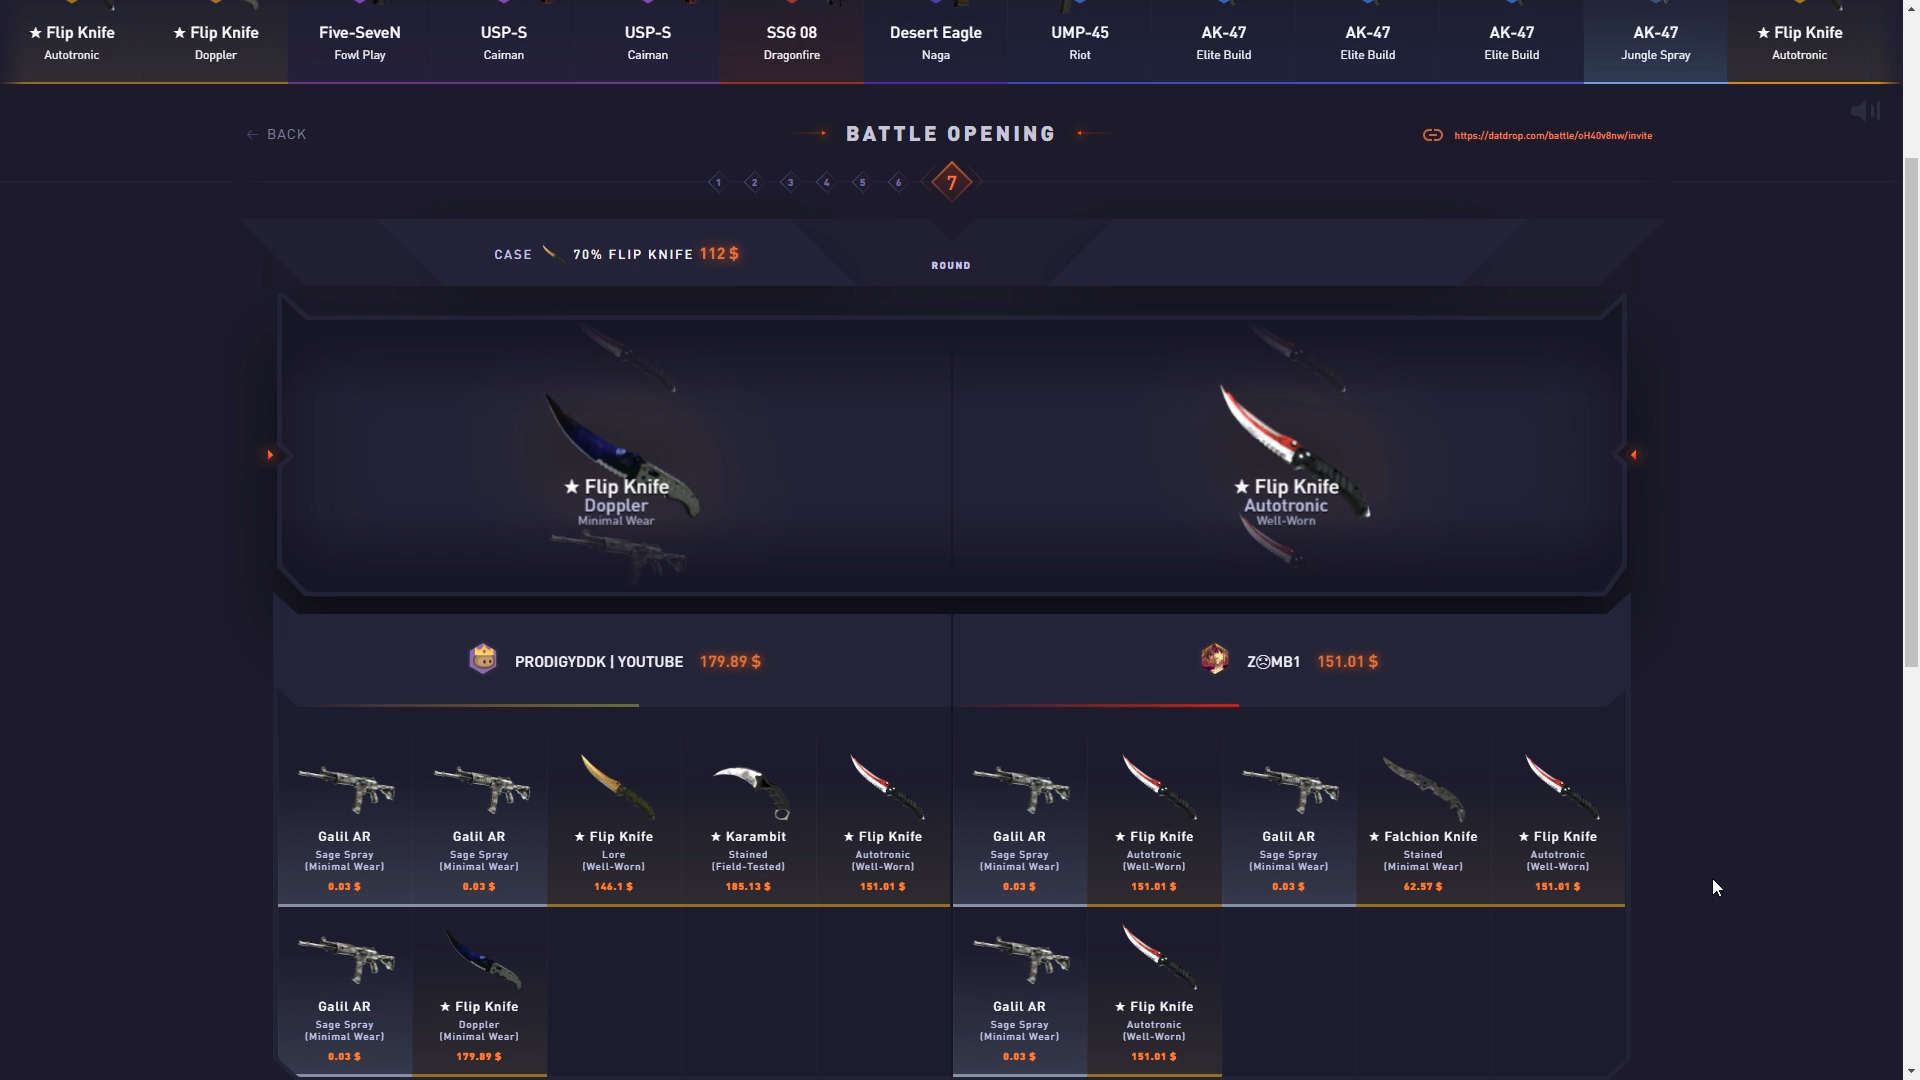 ★ Flip Knife
Autotronic
★ Flip Knife
Doppler
Five-SeveN
Fowl Play
USP-S
Caiman
USP-S
Caiman
SSG 08
Dragonfire
Desert Eagle
Naga
UMP-45
Riot
AK-47
Elite Build
AK-47
Elite Build
AK-47
Elite Build
AK-47
Jungle Spray
★ Flip Knife
Autotronic
← BACK
BATTLE OPENING
https://datdrop.com/battle/oH40v8nw/invite
1 2 3 4 5 6 7
CASE 70% FLIP KNIFE 112 $
ROUND
★ Flip Knife
Doppler
Minimal Wear
★ Flip Knife
Autotronic
Well-Worn
PRODIGYDDK | YOUTUBE 179.89 $
Z☹MB1 151.01 $
Galil AR
Sage Spray
(Minimal Wear)
0.03 $
Galil AR
Sage Spray
(Minimal Wear)
0.03 $
★ Flip Knife
Lore
(Well-Worn)
146.1 $
★ Karambit
Stained
(Field-Tested)
185.13 $
★ Flip Knife
Autotronic
(Well-Worn)
151.01 $
Galil AR
Sage Spray
(Minimal Wear)
0.03 $
★ Flip Knife
Autotronic
(Well-Worn)
151.01 $
Galil AR
Sage Spray
(Minimal Wear)
0.03 $
★ Falchion Knife
Stained
(Minimal Wear)
62.57 $
★ Flip Knife
Autotronic
(Well-Worn)
151.01 $
Galil AR
Sage Spray
(Minimal Wear)
0.03 $
★ Flip Knife
Doppler
(Minimal Wear)
179.89 $
Galil AR
Sage Spray
(Minimal Wear)
0.03 $
★ Flip Knife
Autotronic
(Well-Worn)
151.01 $